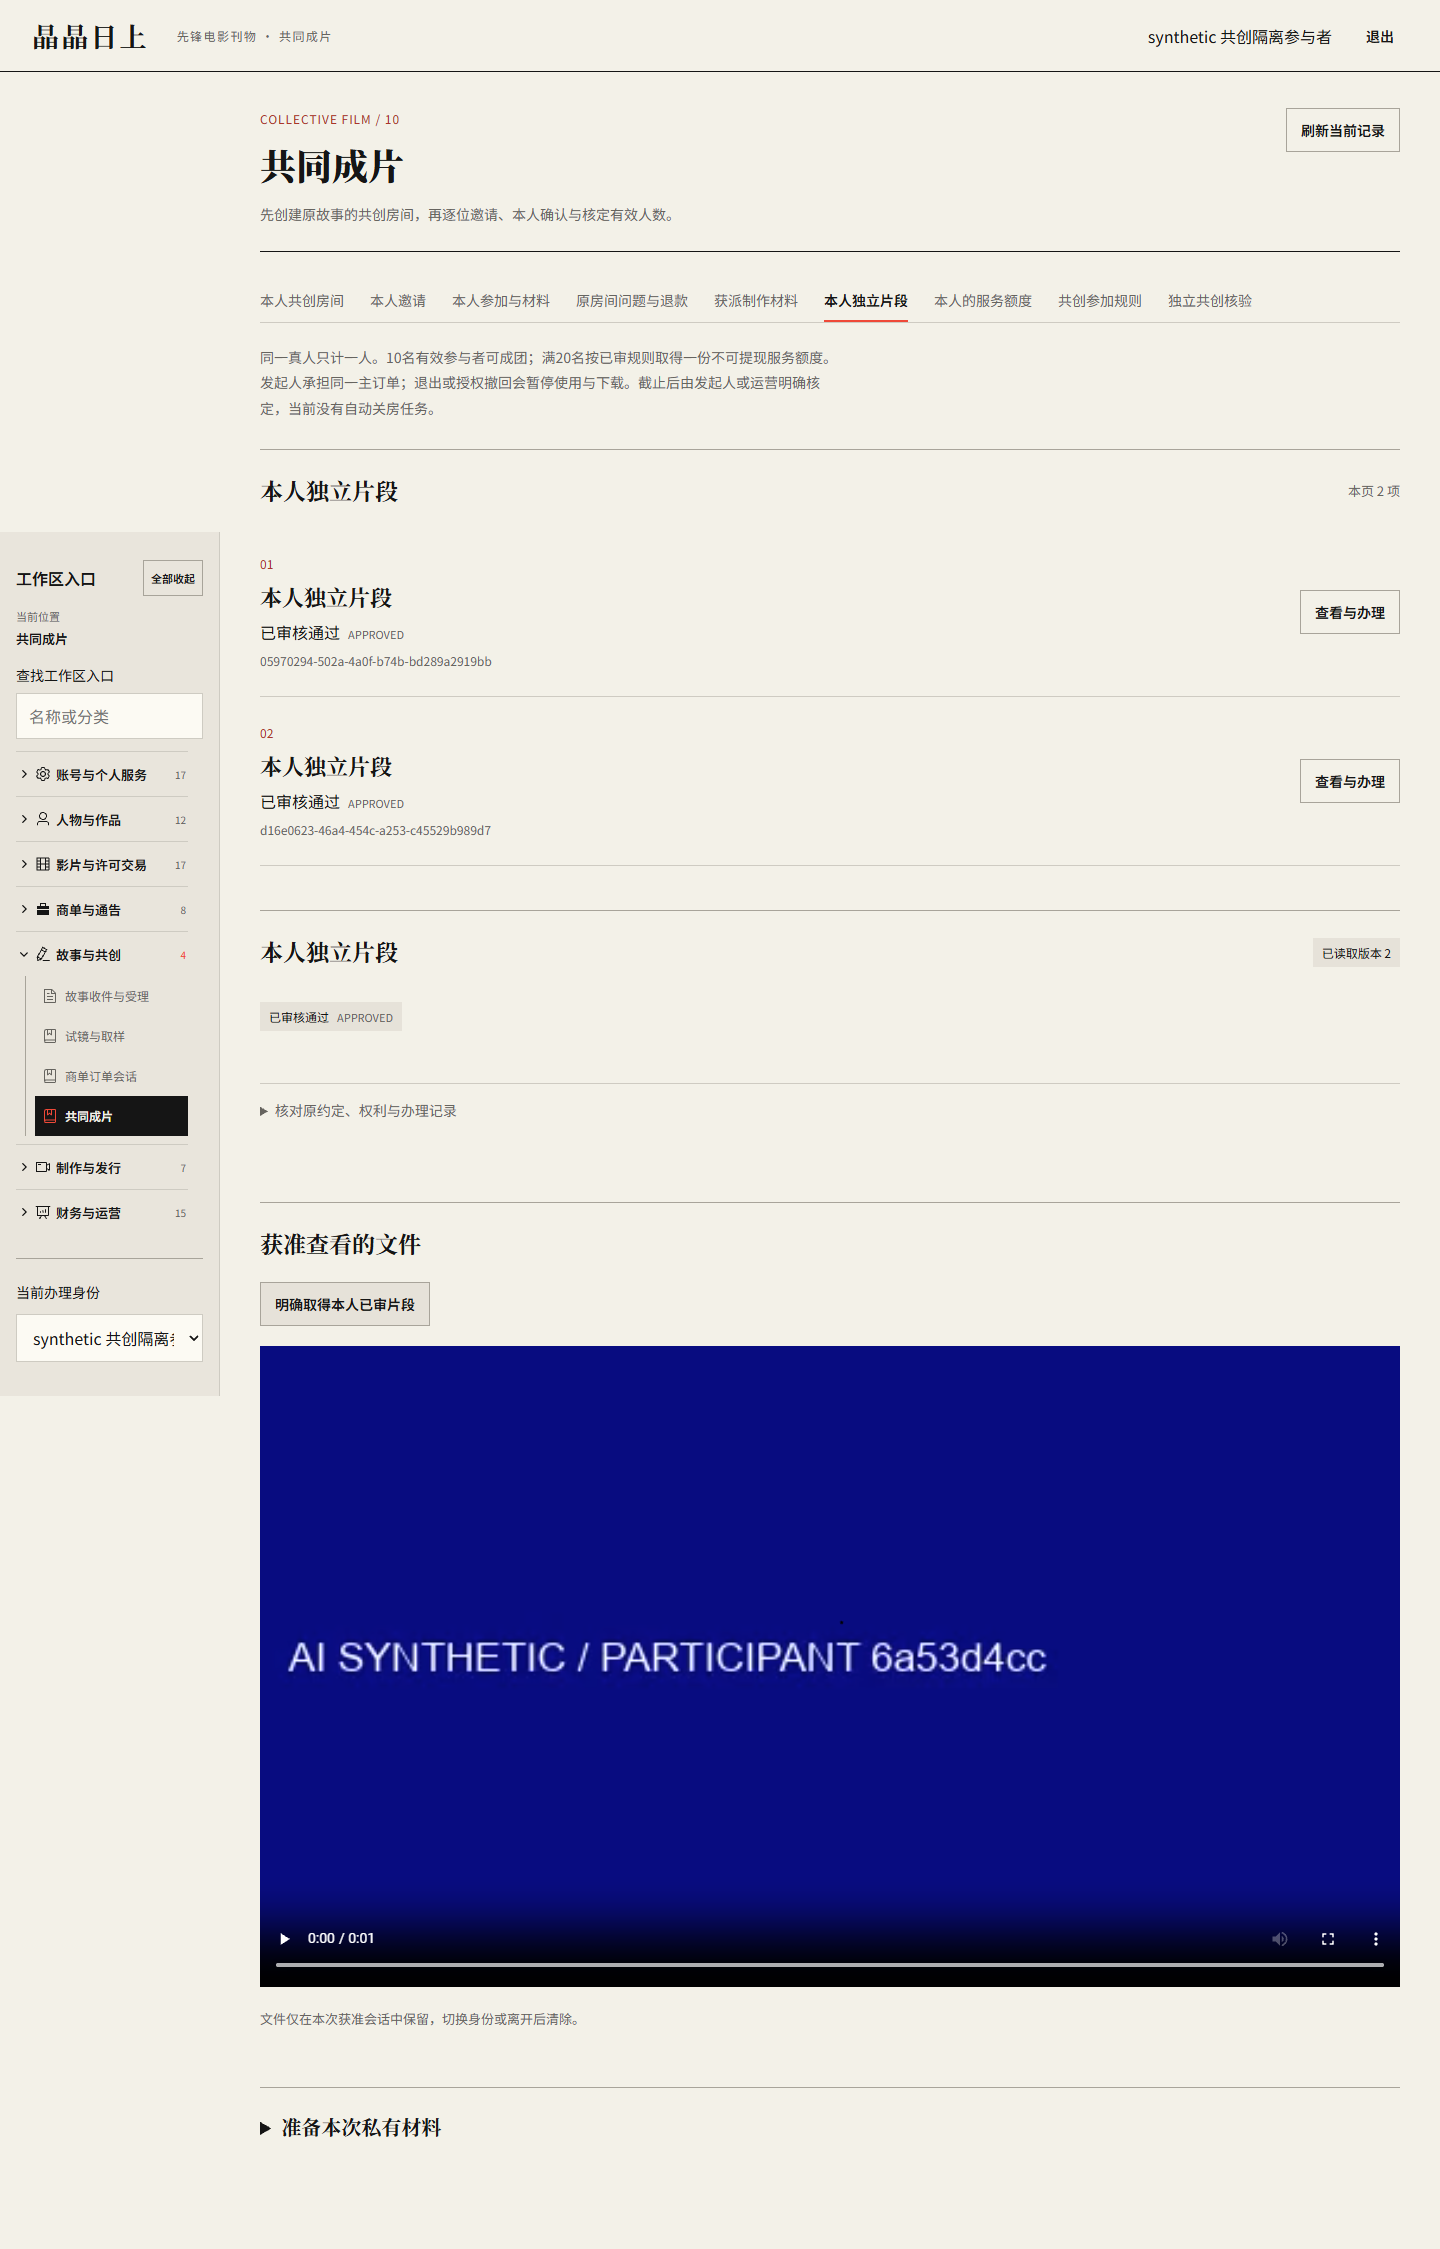 晶晶日上
先锋电影刊物 · 共同成片
synthetic 共创隔离参与者
退出
COLLECTIVE FILM / 10
共同成片
先创建原故事的共创房间，再逐位邀请、本人确认与核定有效人数。
刷新当前记录
本人共创房间 本人邀请 本人参加与材料 原房间问题与退款 获派制作材料 本人独立片段 本人的服务额度 共创参加规则 独立共创核验
同一真人只计一人。10名有效参与者可成团；满20名按已审规则取得一份不可提现服务额度。
发起人承担同一主订单；退出或授权撤回会暂停使用与下载。截止后由发起人或运营明确核
定，当前没有自动关房任务。
本人独立片段
本页 2 项
01
本人独立片段
已审核通过 APPROVED
05970294-502a-4a0f-b74b-bd289a2919bb
查看与办理
02
本人独立片段
已审核通过 APPROVED
d16e0623-46a4-454c-a253-c45529b989d7
查看与办理
本人独立片段
已读取版本 2
已审核通过 APPROVED
核对原约定、权利与办理记录
获准查看的文件
明确取得本人已审片段
AI SYNTHETIC / PARTICIPANT 6a53d4cc
0:00 / 0:01
文件仅在本次获准会话中保留，切换身份或离开后清除。
准备本次私有材料
工作区入口
全部收起
当前位置
共同成片
查找工作区入口
名称或分类
账号与个人服务 17
人物与作品 12
影片与许可交易 17
商单与通告 8
故事与共创 4
故事收件与受理
试镜与取样
商单订单会话
共同成片
制作与发行 7
财务与运营 15
当前办理身份
synthetic 共创隔离